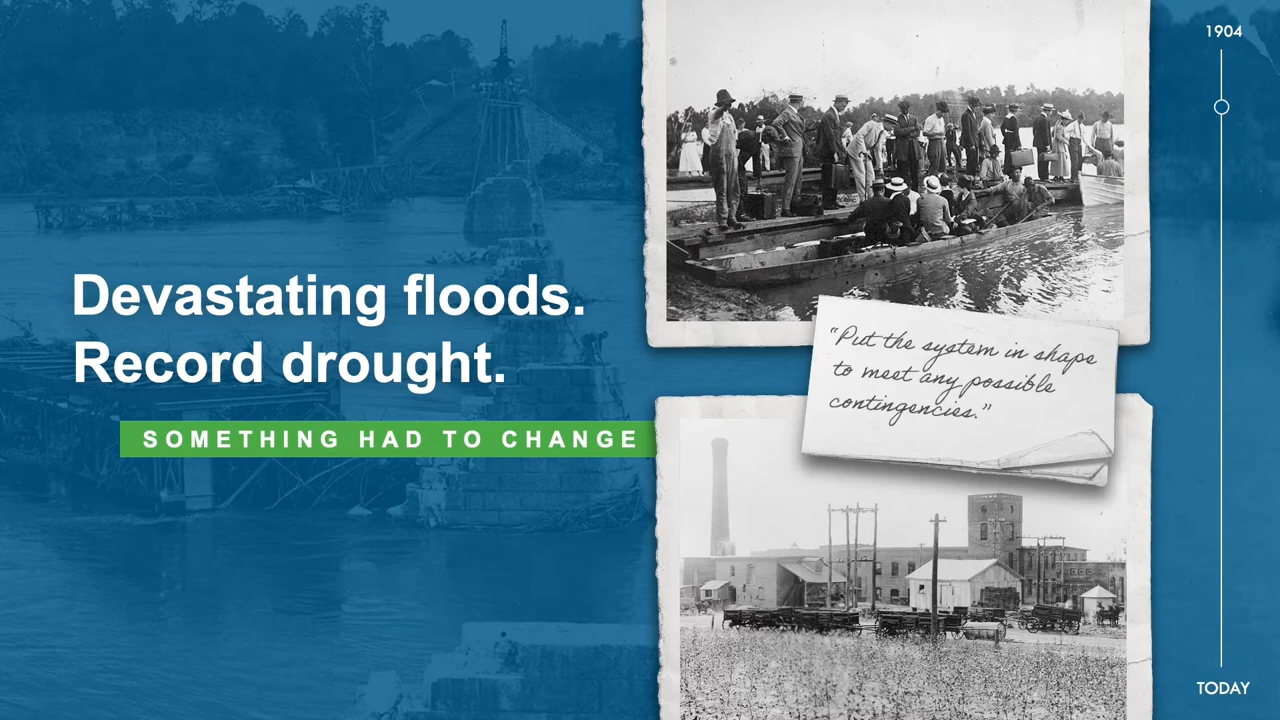 Devastating floods.
Record drought.
SOMETHING HAD TO CHANGE
“Put the system in shape
to meet any possible
contingencies.”
1904
TODAY